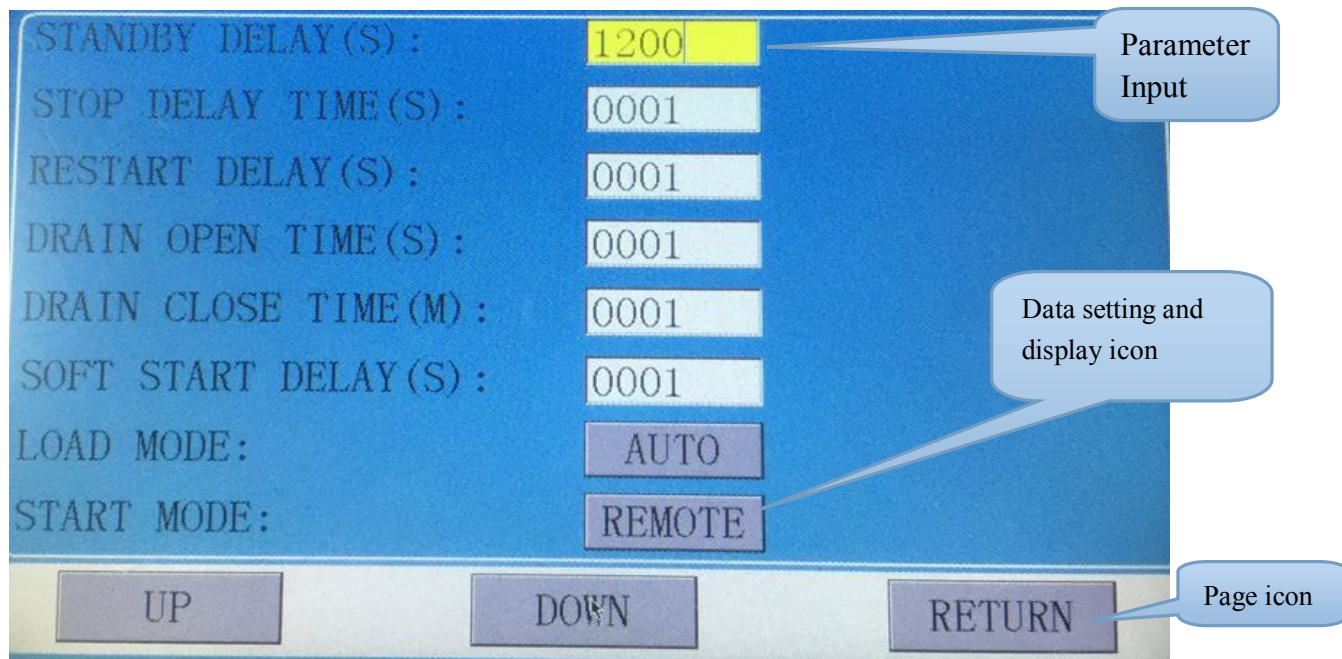 STANDBY DELAY(S): 1200
Parameter
Input
STOP DELAY TIME(S): 0001
RESTART DELAY(S): 0001
DRAIN OPEN TIME(S): 0001
DRAIN CLOSE TIME(M): 0001
Data setting and
display icon
SOFT START DELAY(S): 0001
LOAD MODE: AUTO
START MODE: REMOTE
UP DOWN RETURN
Page icon